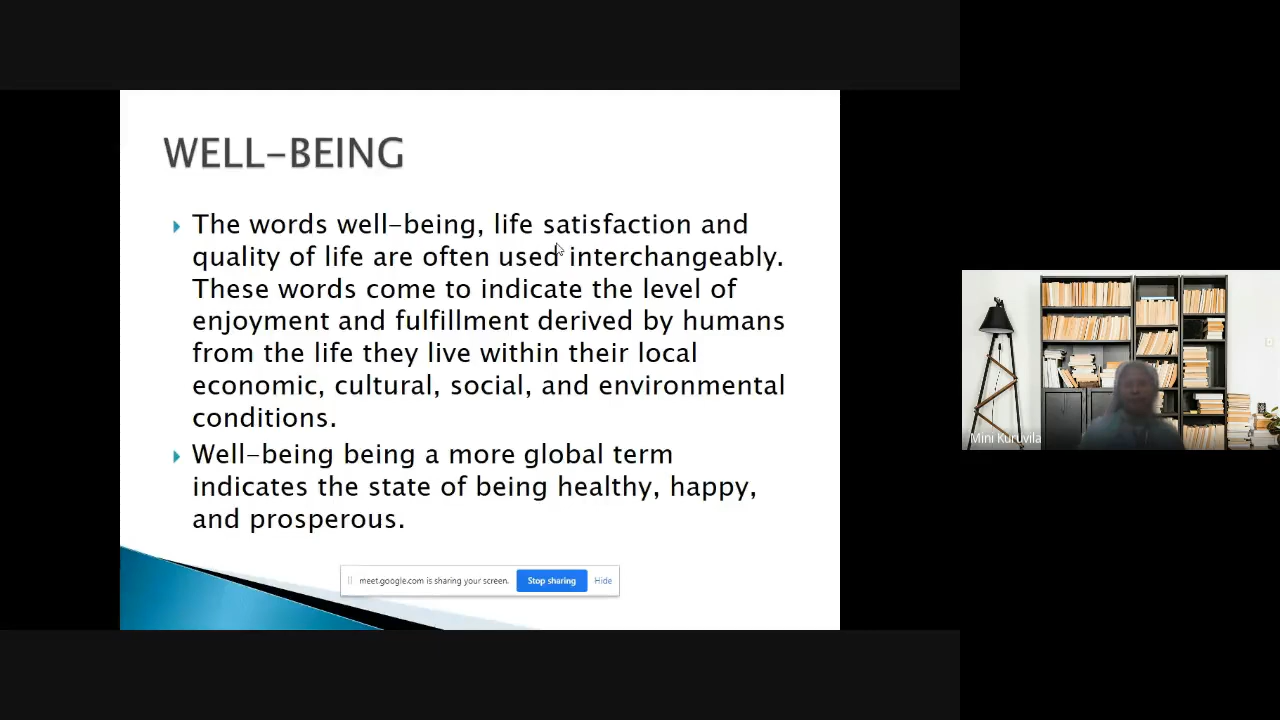 WELL-BEING
The words well-being, life satisfaction and
quality of life are often used interchangeably.
These words come to indicate the level of
enjoyment and fulfillment derived by humans
from the life they live within their local
economic, cultural, social, and environmental
conditions.
Well-being being a more global term
indicates the state of being healthy, happy,
and prosperous.
meet.google.com is sharing your screen. Stop sharing Hide
Mini Kuruvila